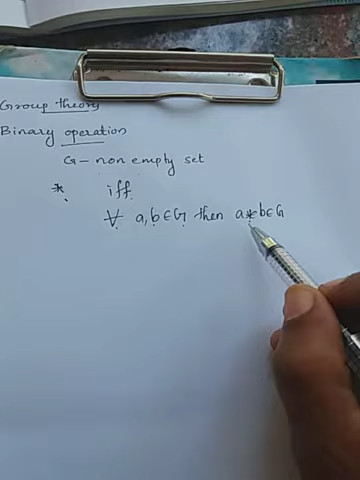 Group theory
Binary operation
G - non empty set
* iff
∀ a, b ∈ G, then a * b ∈ G